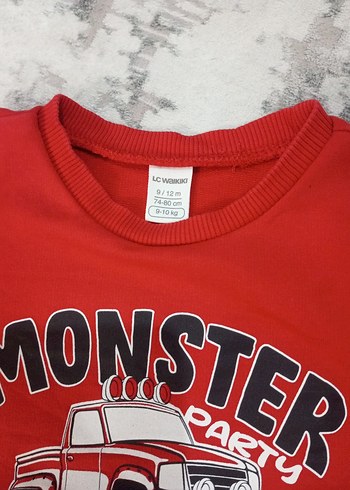 LC WAIKIKI
9 / 12 m
74-80 cm
9-10 kg
MONSTER
PARTY